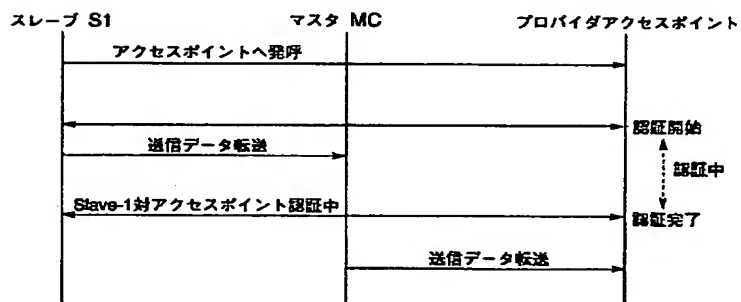 スレーブ S1
マスタ MC
プロバイダアクセスポイント
アクセスポイントへ発呼
認証開始
送信データ転送
認証中
Slave-1対アクセスポイント認証中
認証完了
送信データ転送